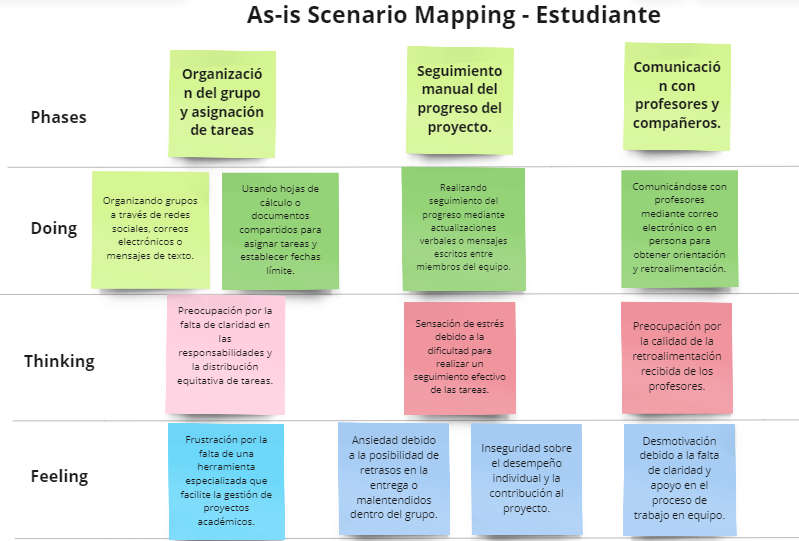 As-is Scenario Mapping - Estudiante
Phases
Organizació
n del grupo
y asignación
de tareas
Seguimiento
manual del
progreso del
proyecto.
Comunicació
n con
profesores y
compañeros.
Doing
Organizando grupos
a través de redes
sociales, correos
electrónicos o
mensajes de texto.
Usando hojas de
cálculo o
documentos
compartidos para
asignar tareas y
establecer fechas
límite.
Realizando
seguimiento del
progreso mediante
actualizaciones
verbales o mensajes
escritos entre
miembros del equipo.
Comunicándose con
profesores
mediante correo
electrónico o en
persona para
obtener orientación
y retroalimentación.
Thinking
Preocupación por la
falta de claridad en
las
responsabilidades y
la distribución
equitativa de tareas.
Sensación de estrés
debido a la
dificultad para
realizar un
seguimiento efectivo
de las tareas.
Preocupación por
la calidad de la
retroalimentación
recibida de los
profesores.
Feeling
Frustración por la
falta de una
herramienta
especializada que
facilite la gestión de
proyectos
académicos.
Ansiedad debido
a la posibilidad de
retrasos en la
entrega o
malentendidos
dentro del grupo.
Inseguridad sobre
el desempeño
individual y la
contribución al
proyecto.
Desmotivación
debido a la falta
de claridad y
apoyo en el
proceso de
trabajo en equipo.